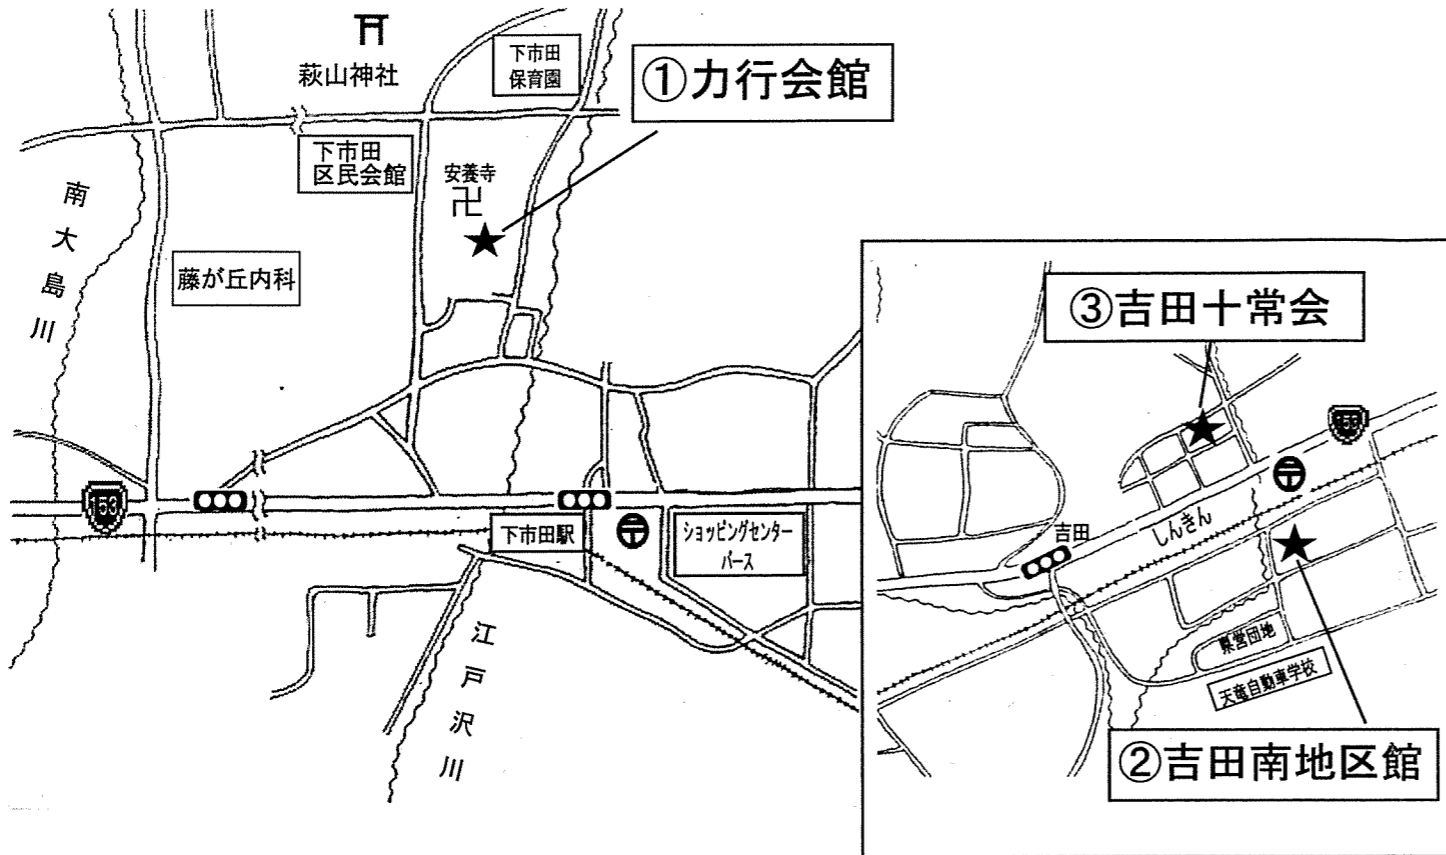 萩山神社
下市田
保育園
①力行会館
下市田
区民会館
安養寺
卍
南大島川
藤が丘内科
153
下市田駅
〒
ショッピングセンター
パース
江戸沢川
③吉田十常会
153
〒
吉田
しんきん
県営団地
天竜自動車学校
②吉田南地区館